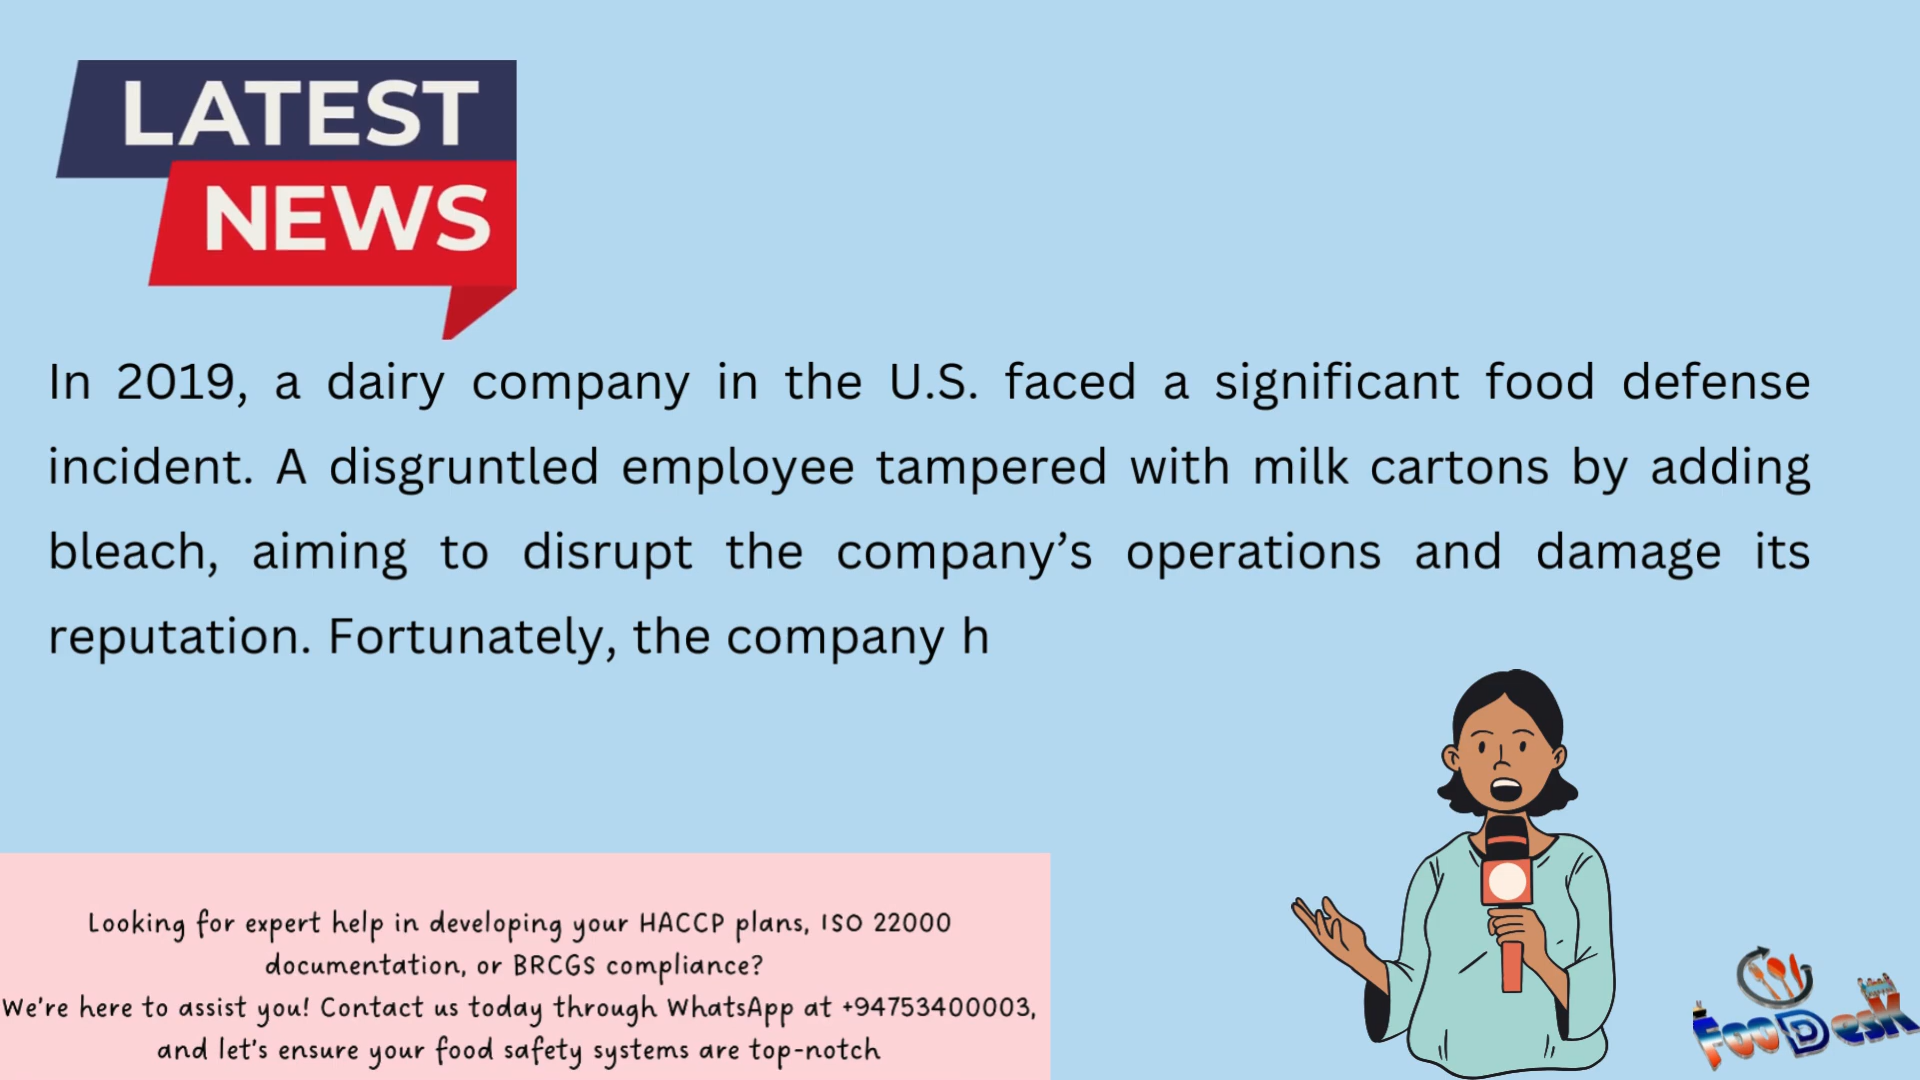 LATEST
NEWS
In 2019, a dairy company in the U.S. faced a significant food defense
incident. A disgruntled employee tampered with milk cartons by adding
bleach, aiming to disrupt the company’s operations and damage its
reputation. Fortunately, the company h
Looking for expert help in developing your HACCP plans, ISO 22000
documentation, or BRCGS compliance?
We're here to assist you! Contact us today through WhatsApp at +94753400003,
and let's ensure your food safety systems are top-notch
FooDesk